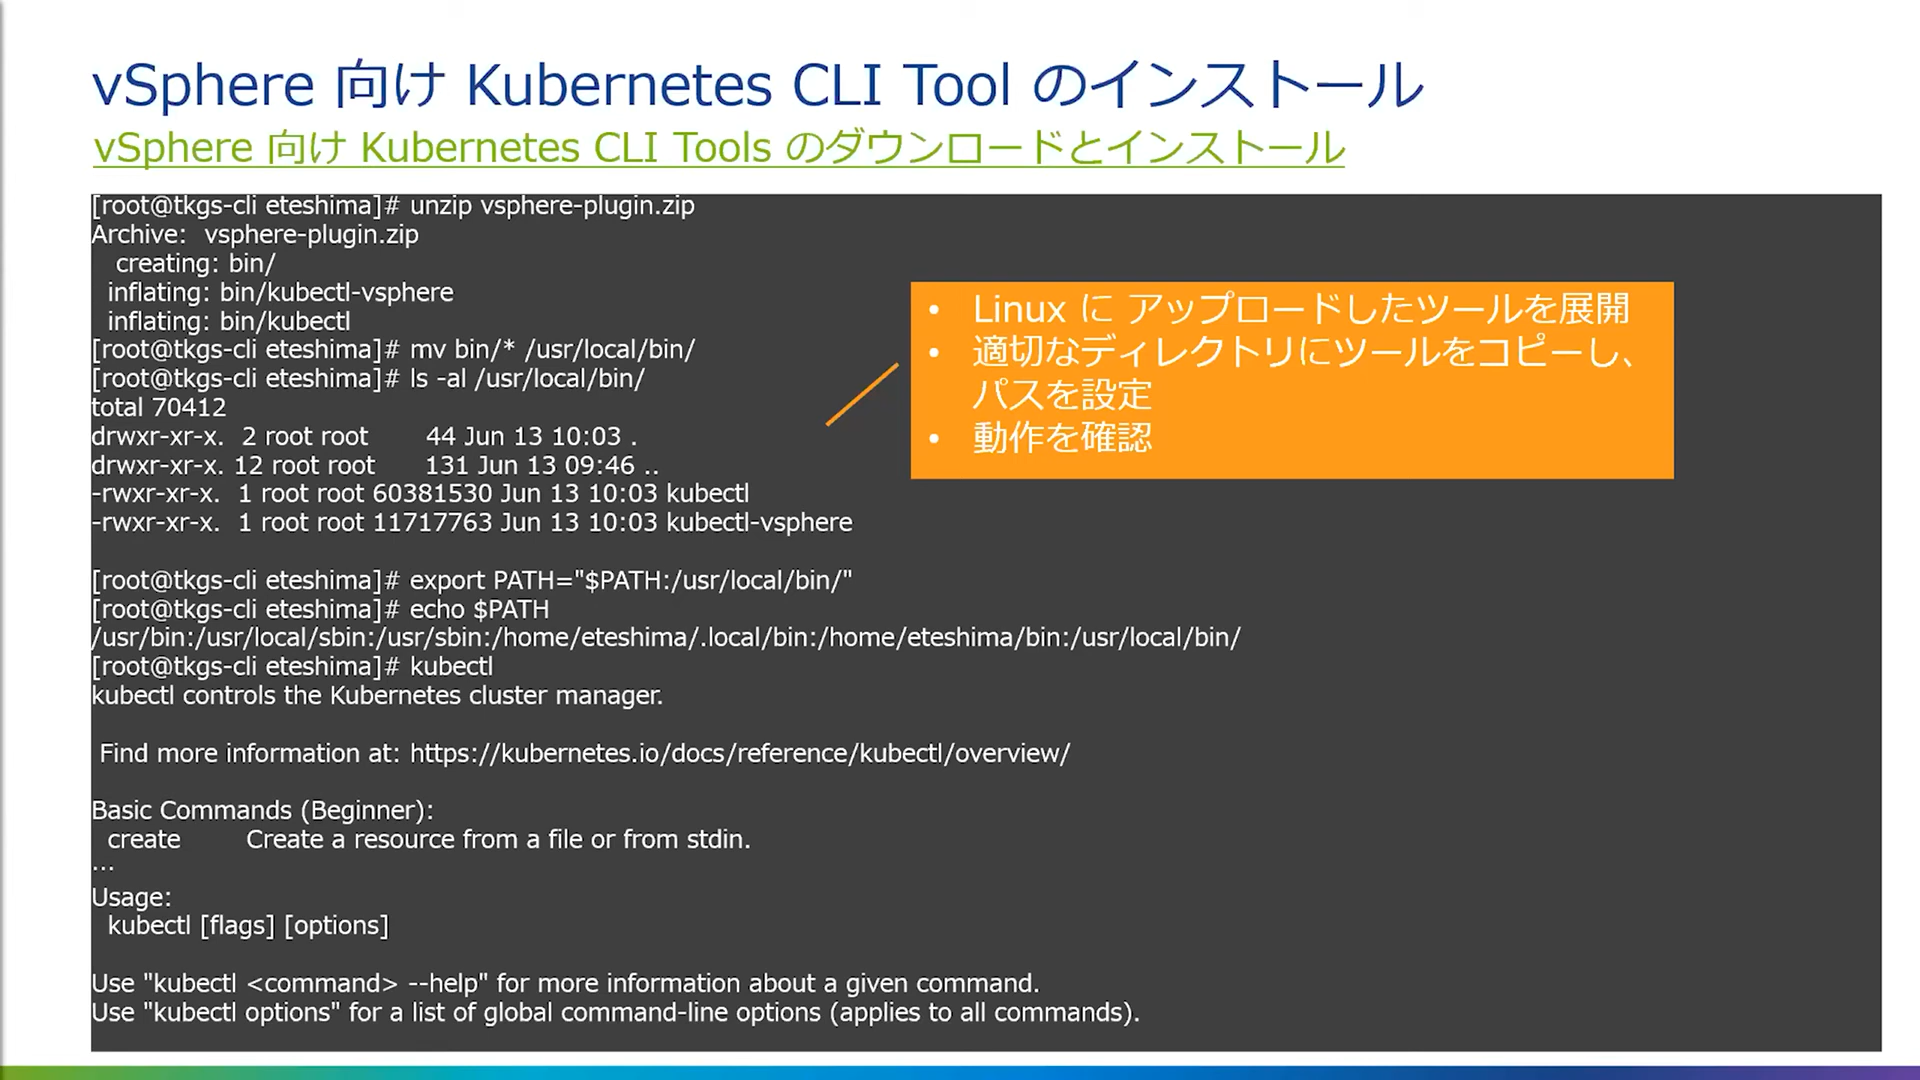 vSphere 向け Kubernetes CLI Tool のインストール
vSphere 向け Kubernetes CLI Tools のダウンロードとインストール
[root@tkgs-cli eteshima]# unzip vsphere-plugin.zip
Archive:  vsphere-plugin.zip
   creating: bin/
  inflating: bin/kubectl-vsphere
  inflating: bin/kubectl
[root@tkgs-cli eteshima]# mv bin/* /usr/local/bin/
[root@tkgs-cli eteshima]# ls -al /usr/local/bin/
total 70412
drwxr-xr-x.  2 root root       44 Jun 13 10:03 .
drwxr-xr-x. 12 root root      131 Jun 13 09:46 ..
-rwxr-xr-x.  1 root root 60381530 Jun 13 10:03 kubectl
-rwxr-xr-x.  1 root root 11717763 Jun 13 10:03 kubectl-vsphere
[root@tkgs-cli eteshima]# export PATH="$PATH:/usr/local/bin/"
[root@tkgs-cli eteshima]# echo $PATH
/usr/bin:/usr/local/sbin:/usr/sbin:/home/eteshima/.local/bin:/home/eteshima/bin:/usr/local/bin/
[root@tkgs-cli eteshima]# kubectl
kubectl controls the Kubernetes cluster manager.
 Find more information at: https://kubernetes.io/docs/reference/kubectl/overview/
Basic Commands (Beginner):
  create        Create a resource from a file or from stdin.
…
Usage:
  kubectl [flags] [options]
Use "kubectl <command> --help" for more information about a given command.
Use "kubectl options" for a list of global command-line options (applies to all commands).
• Linux に アップロードしたツールを展開
• 適切なディレクトリにツールをコピーし、
パスを設定
• 動作を確認